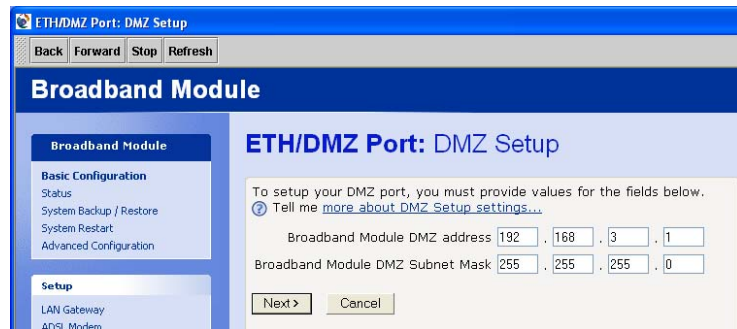 ETH/DMZ Port: DMZ Setup
Back Forward Stop Refresh
Broadband Module
Broadband Module
Basic Configuration
Status
System Backup / Restore
System Restart
Advanced Configuration
Setup
LAN Gateway
ADSL Modem
ETH/DMZ Port: DMZ Setup
To setup your DMZ port, you must provide values for the fields below.
? Tell me more about DMZ Setup settings...
Broadband Module DMZ address 192 . 168 . 3 . 1
Broadband Module DMZ Subnet Mask 255 . 255 . 255 . 0
Next> Cancel